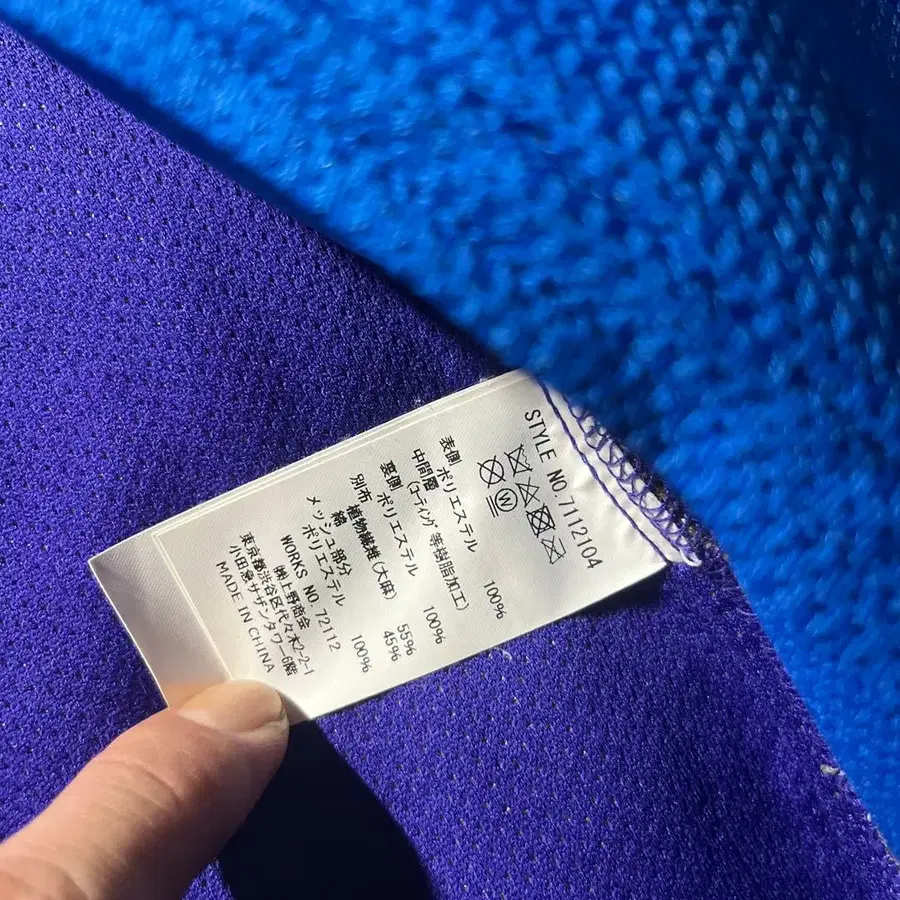 STYLE NO. 7112104
W
表側 ポリエステル 100%
中間層 (コーティング等樹脂加工)
裏側 ポリエステル 100%
別布 植物繊維(大麻) 55%
綿 45%
メッシュ部分
ポリエステル 100%
WORKS NO. 72112
㈱上野商会
東京都渋谷区代々木2-2-1
小田急サザンタワー6階
MADE IN CHINA